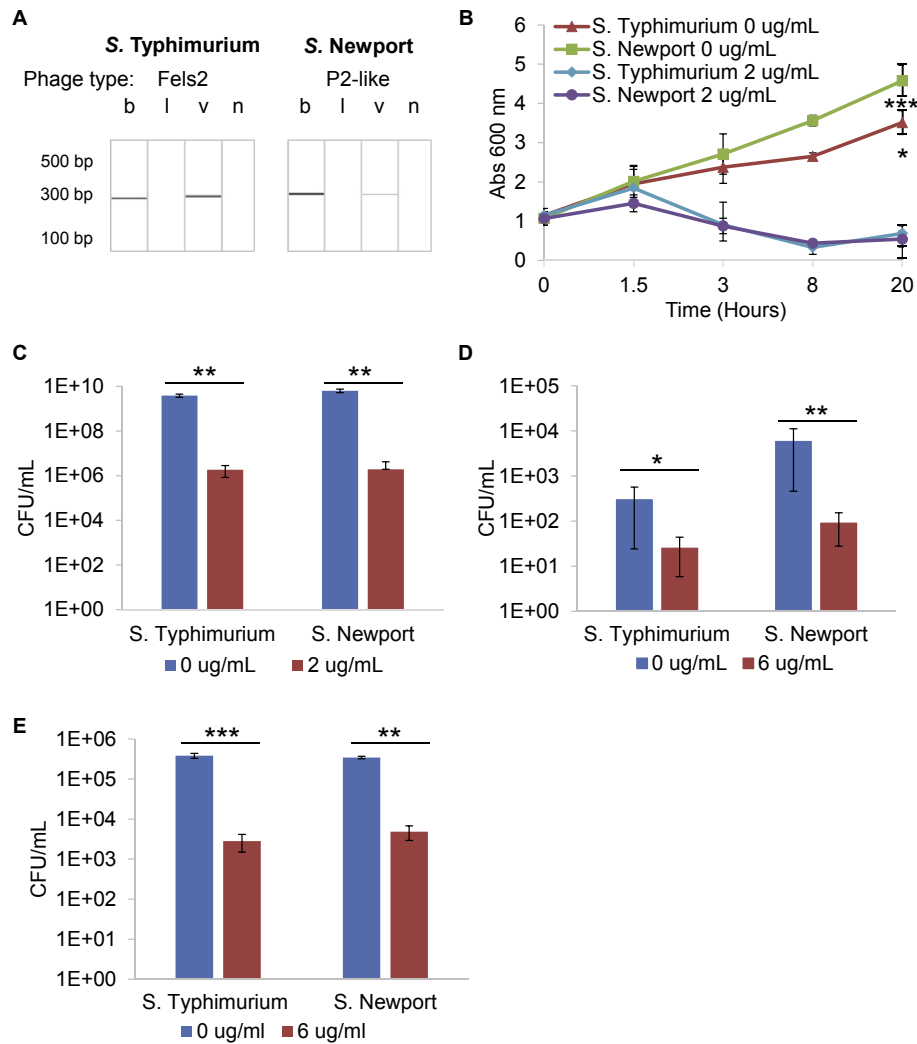 A
S. Typhimurium
S. Newport
Phage type: Fels2
P2-like
b l v n
b l v n
500 bp
300 bp
100 bp
B
S. Typhimurium 0 ug/mL
S. Newport 0 ug/mL
S. Typhimurium 2 ug/mL
S. Newport 2 ug/mL
Abs 600 nm
6
5
4
3
2
1
0
***
*
0 1.5 3 8 20
Time (Hours)
C
CFU/mL
1E+10
1E+08
1E+06
1E+04
1E+02
1E+00
** **
S. Typhimurium S. Newport
0 ug/mL 2 ug/mL
D
CFU/mL
1E+05
1E+04
1E+03
1E+02
1E+01
1E+00
* **
S. Typhimurium S. Newport
0 ug/mL 6 ug/mL
E
CFU/mL
1E+06
1E+05
1E+04
1E+03
1E+02
1E+01
1E+00
*** **
S. Typhimurium S. Newport
0 ug/ml 6 ug/ml